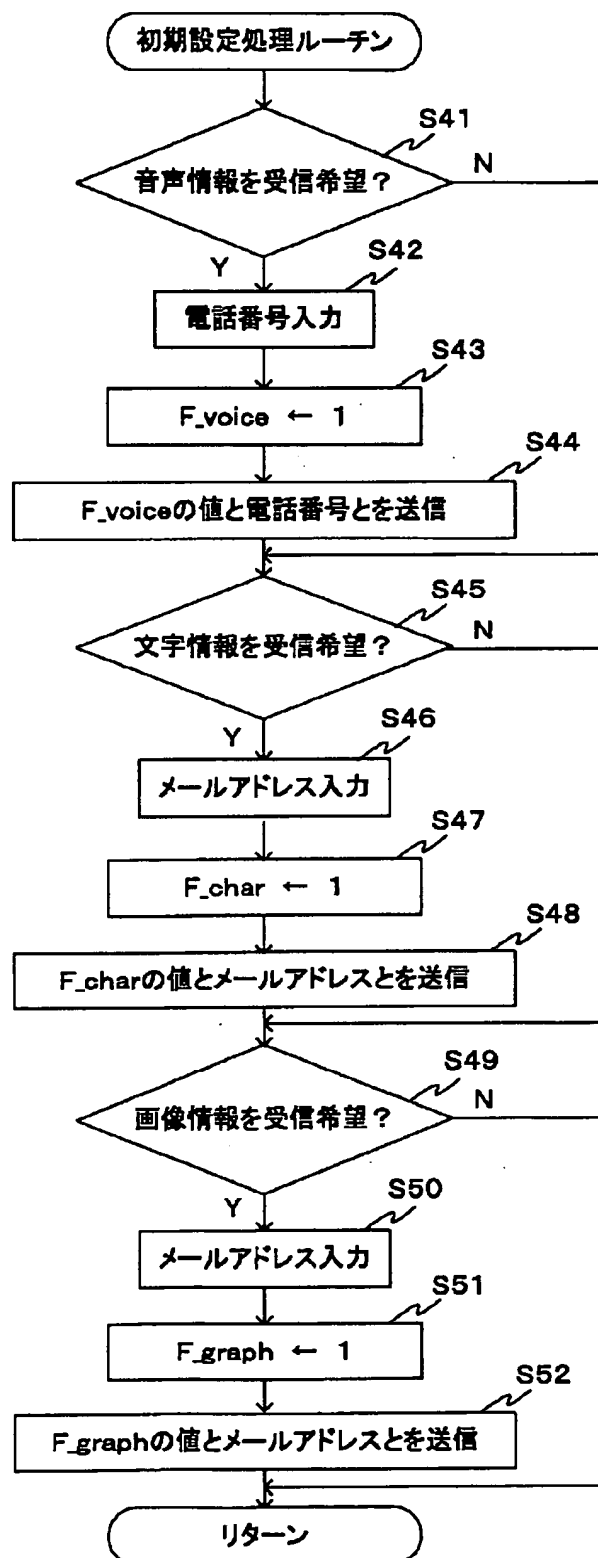 初期設定処理ルーチン
S41
音声情報を受信希望？
N
Y
S42
電話番号入力
S43
F_voice ← 1
S44
F_voiceの値と電話番号とを送信
S45
文字情報を受信希望？
N
Y
S46
メールアドレス入力
S47
F_char ← 1
S48
F_charの値とメールアドレスとを送信
S49
画像情報を受信希望？
N
Y
S50
メールアドレス入力
S51
F_graph ← 1
S52
F_graphの値とメールアドレスとを送信
リターン